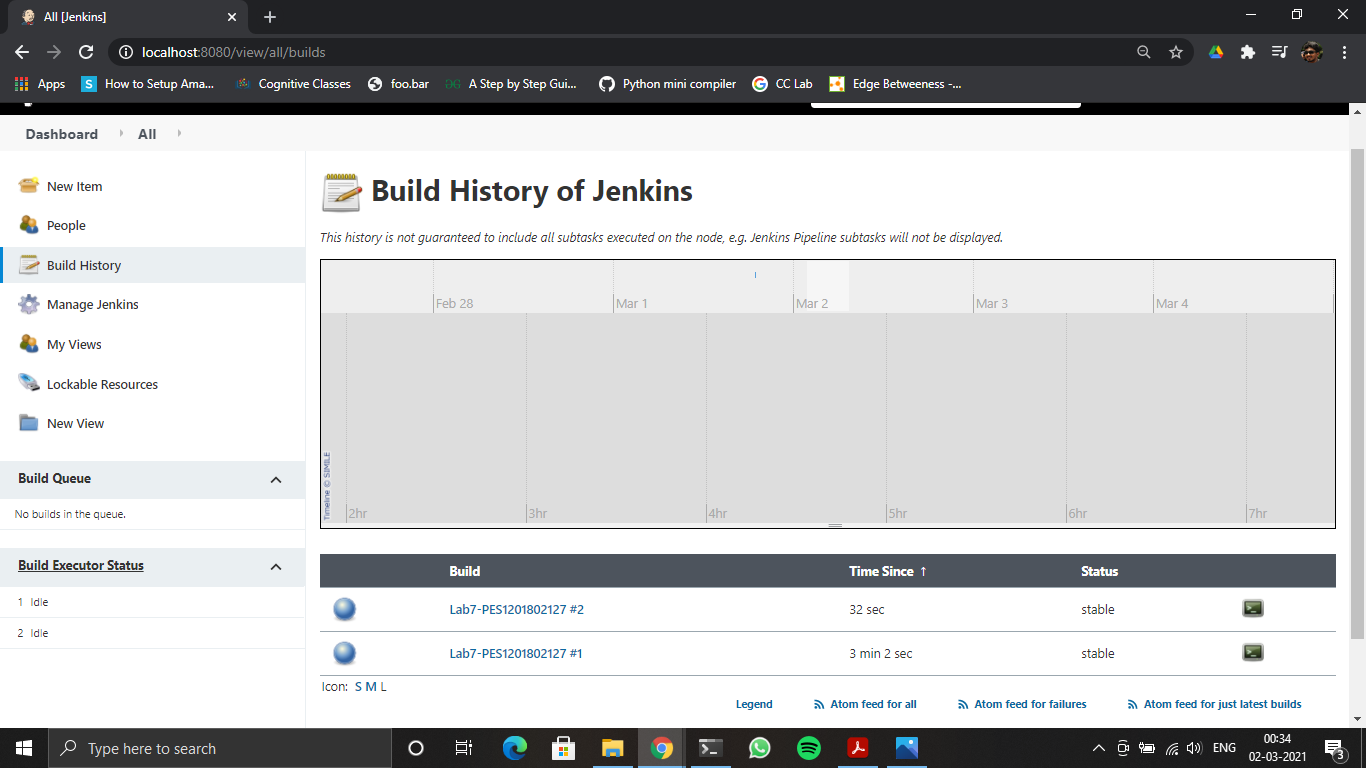 All [Jenkins]
localhost:8080/view/all/builds
Apps
How to Setup Ama...
Cognitive Classes
foo.bar
A Step by Step Gui...
Python mini compiler
CC Lab
Edge Betweeness -...
Dashboard All
New Item
People
Build History
Manage Jenkins
My Views
Lockable Resources
New View
Build Queue
No builds in the queue.
Build Executor Status
1 Idle
2 Idle
Build History of Jenkins
This history is not guaranteed to include all subtasks executed on the node, e.g. Jenkins Pipeline subtasks will not be displayed.
Feb 28 Mar 1 Mar 2 Mar 3 Mar 4
Timeline © SIMILE
2hr 3hr 4hr 5hr 6hr 7hr
Build Time Since ↑ Status
Lab7-PES1201802127 #2 32 sec stable
Lab7-PES1201802127 #1 3 min 2 sec stable
Icon: S M L
Legend Atom feed for all Atom feed for failures Atom feed for just latest builds
Type here to search
ENG
00:34
02-03-2021
3